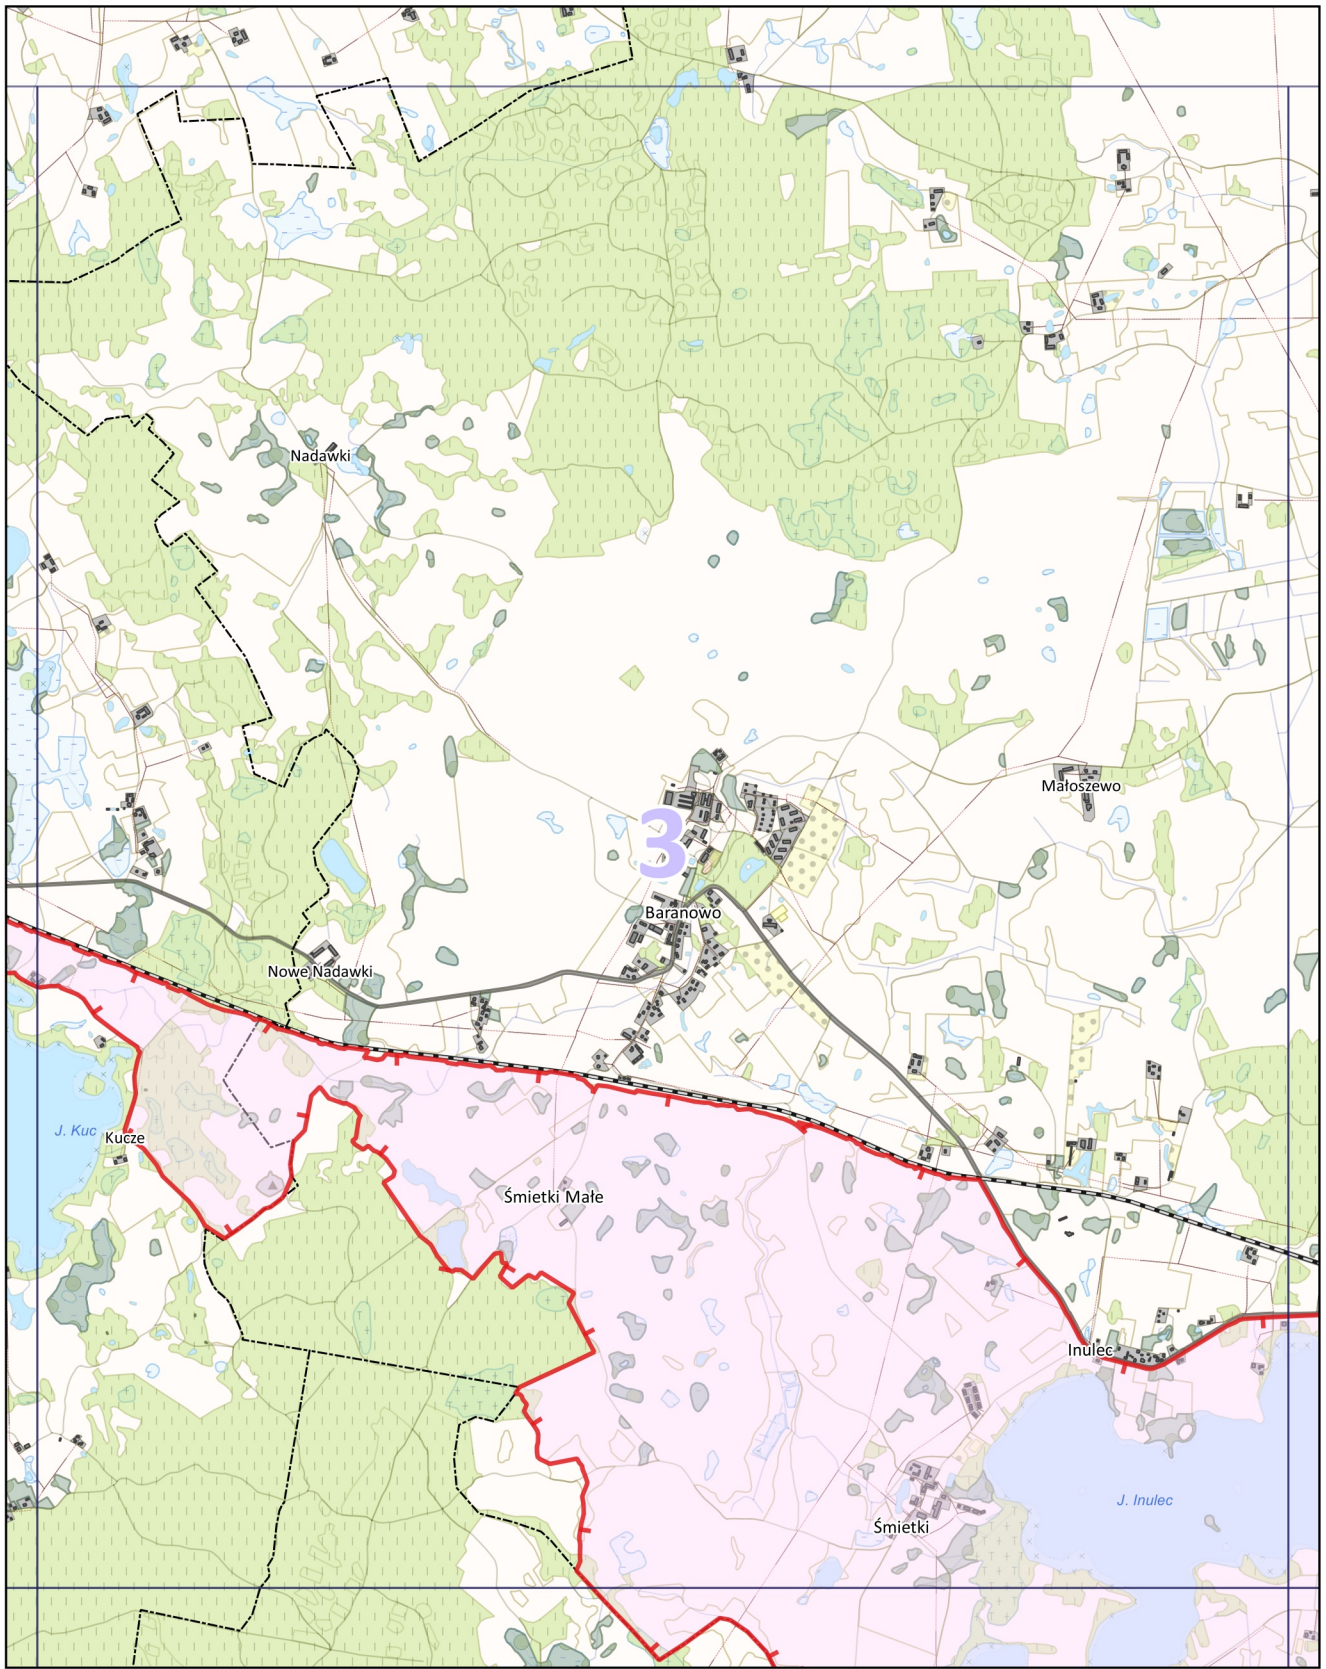 Nadawki
Małoszewo
3
Baranowo
Nowe Nadawki
J. Kuc
Kucze
Śmietki Małe
Inulec
J. Inulec
Śmietki